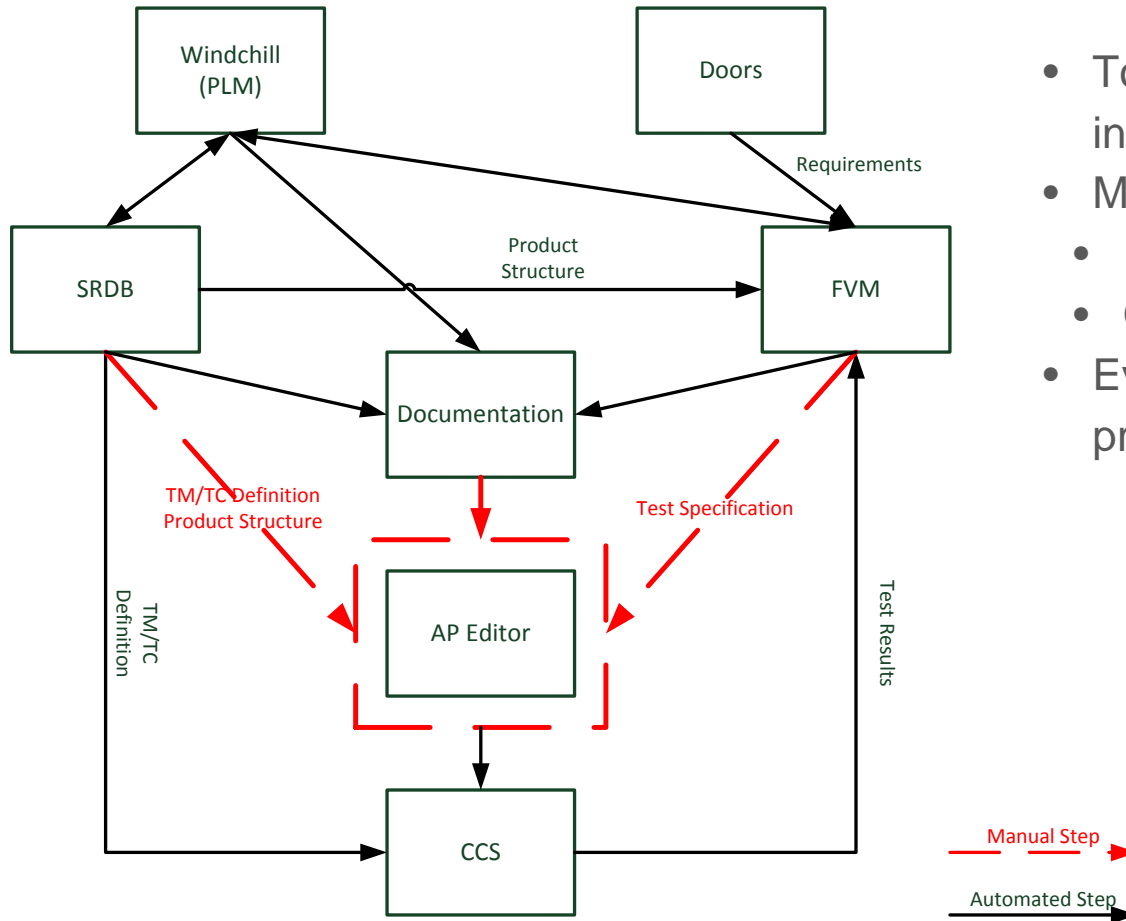 Windchill
(PLM)
Doors
Requirements
SRDB
Product
Structure
FVM
Documentation
TM/TC Definition
Product Structure
Test Specification
AP Editor
TM/TC
Definition
Test Results
CCS
Manual Step
Automated Step